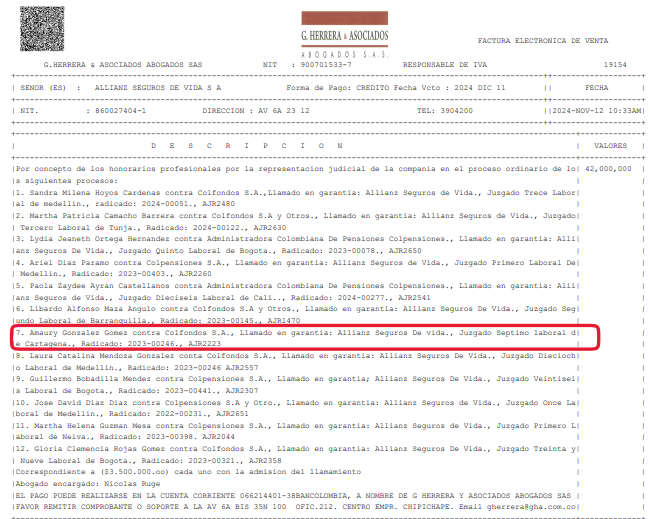 G. HERRERA & ASOCIADOS
ABOGADOS S.A.S.
FACTURA ELECTRONICA DE VENTA
G.HERRERA & ASOCIADOS ABOGADOS SAS NIT : 900701533-7 RESPONSABLE DE IVA 19154
SENOR (ES) : ALLIANZ SEGUROS DE VIDA S A Forma de Pago: CREDITO Fecha Vcto : 2024 DIC 11 || FECHA
NIT. : 860027404-1 DIRECCION : AV 6A 23 12 TEL: 3904200 ||2024-NOV-12 10:33AM|
D E S C R I P C I O N | VALORES
|Por concepto de los honorarios profesionales por la representacion judicial de la compania en el proceso ordinario de lo| 42,000,000
|s siguientes procesos:
|1. Sandra Milena Hoyos Cardenas contra Colfondos S.A.,Llamado en garantia: Allianz Seguros de Vida., Juzgado Trece Labor|
|al de medellin., radicado: 2024-00051., AJR2480
|2. Martha Patricia Camacho Barrera contra Colfondos S.A y Otros., Llamado en garantia: Allianz Seguros de Vida., Juzgado|
| Tercero Laboral de Tunja., Radicado: 2024-00122., AJR2630
|3. Lydia Jeaneth Ortega Hernandez contra Administradora Colombiana De Pensiones Colpensiones., Llamado en garantia: Alli|
|anz Seguros De Vida., Juzgado Quinto Laboral de Bogota., Radicado: 2023-00078., AJR2650
|4. Ariel Diaz Paramo contra Colfondos S.A., Llamado en garantia: Allianz Seguros de Vida., Juzgado Primero Laboral De|
| Medellin., Radicado: 2023-00403., AJR2260
|5. Paola Zaydee Ayran Castellanos contra Administradora Colombiana De Pensiones Colpensiones S.A., Llamado en garantia: Alli|
|anz Seguros de Vida., Juzgado Dieciseis Laboral de Cali.., Radicado: 2024-00277., AJR2541
|6. Libardo Alfonso Maza Angulo contra Colfondos S.A y Otros., Llamado en garantia: Allianz Seguros De Vida., Juzgado Seg|
|undo Laboral de Barranquilla., Radicado: 2023-00145., AJR1470
|7. Amaury Gonzalez Gomez contra Colfondos S.A., Llamado en garantia: Allianz Seguros De vida., Juzgado Septimo laboral d|
|e Cartagena., Radicado: 2023-00246., AJR2223
|8. Laura Catalina Mendoza Gonzalez contra Colfondos S.A., Llamado en garantia: Allianz Seguros De Vida., Juzgado Diecioch|
|o Laboral de Medellin., Radicado: 2023-00246 AJR2557
|9. Guillermo Bobadilla Mendez contra Colpensiones S.A., Llamado en garantia: Allianz Seguros De Vida., Juzgado Veintisei|
|s Laboral de Bogota., Radicado: 2023-00441., AJR2307
|10. Jose David Diaz Diaz contra Colpensiones S.A y Otro., Llamado en garantia: Allianz Seguros de Vida., Juzgado Once La|
|boral de Medellin., Radicado: 2022-00231., AJR2651
|11. Martha Helena Guzman Mesa contra Colpensiones S.A., Llamado en garantia: Allianz Seguros de Vida., Juzgado Primero L|
|aboral de Neiva., Radicado: 2023-00398. AJR2044
|12. Gloria Clemencia Rojas Gomez contra Colfondos S.A., Llamado en garantia: Allianz Seguros De Vida., Juzgado Treinta y|
| Nueve Laboral de Bogota., Radicado: 2023-00321., AJR2358
|Correspondiente a ($3.500.000.oo) cada uno con la admision del llamamiento
|Abogado encargado: Nicolas Ruge
|EL PAGO PUEDE REALIZARSE EN LA CUENTA CORRIENTE 066214401-38BANCOLOMBIA, A NOMBRE DE G HERRERA Y ASOCIADOS ABOGADOS SAS |
|FAVOR REMITIR COMPROBANTE O SOPORTE A LA AV 6A BIS 35N 100 OFIC.212. CENTRO EMPR. CHIPICHAPE. Email gherrera@gha.com.co|